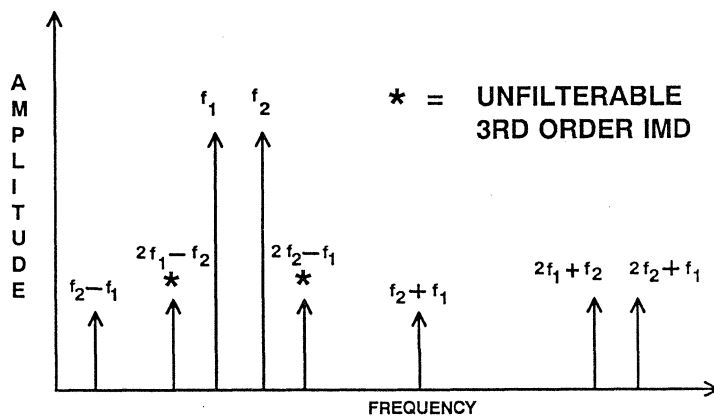 AMPLITUDE
f₁
f₂
* = UNFILTERABLE
3RD ORDER IMD
2f₁–f₂
*
2f₂–f₁
*
f₂–f₁
f₂+f₁
2f₁+f₂
2f₂+f₁
FREQUENCY